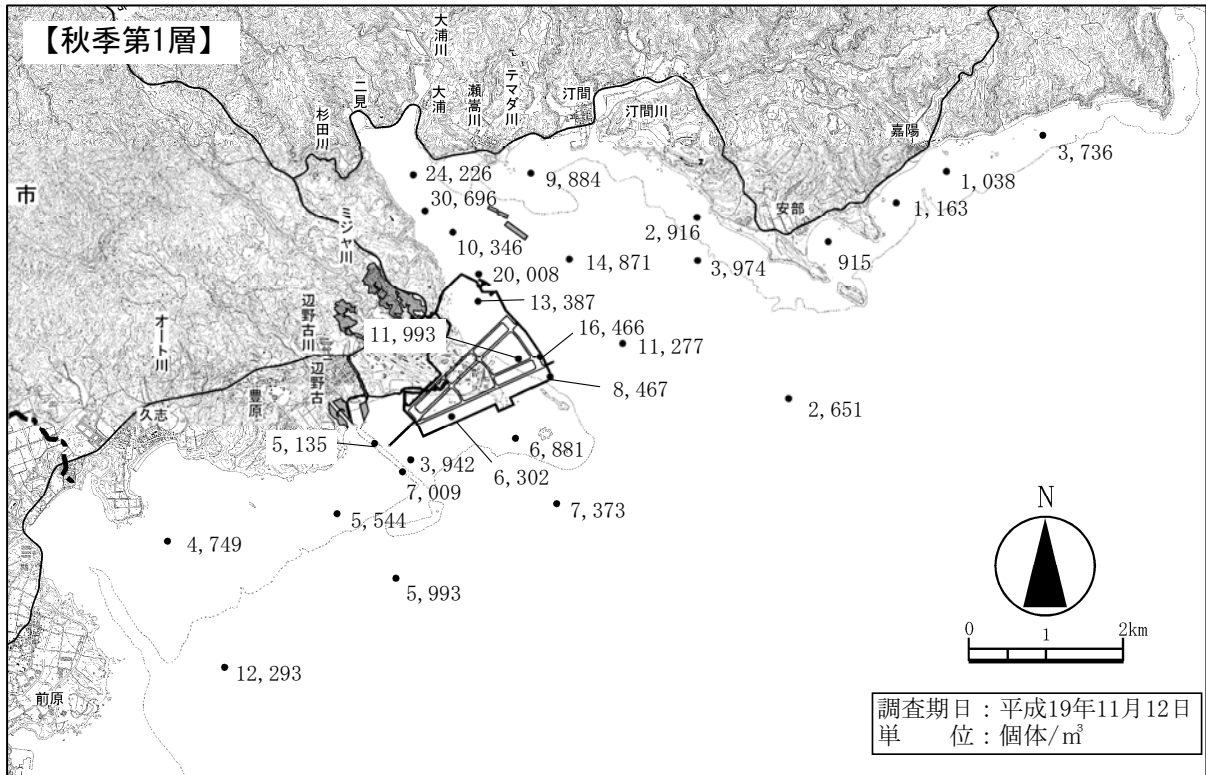 【秋季第1層】
大浦川
二見
大浦
瀬嵩川
テマダ川
汀間
汀間川
杉田川
嘉陽
3,736
市
24,226
9,884
1,038
ミジャ川
30,696
安部
1,163
2,916
10,346
915
14,871
3,974
20,008
13,387
辺野古川
オート川
16,466
11,993
11,277
辺野古
8,467
豊原
2,651
久志
5,135
6,881
3,942
6,302
7,009
7,373
5,544
N
4,749
5,993
0 1 2km
12,293
前原
調査期日：平成19年11月12日
単　　位：個体/㎥